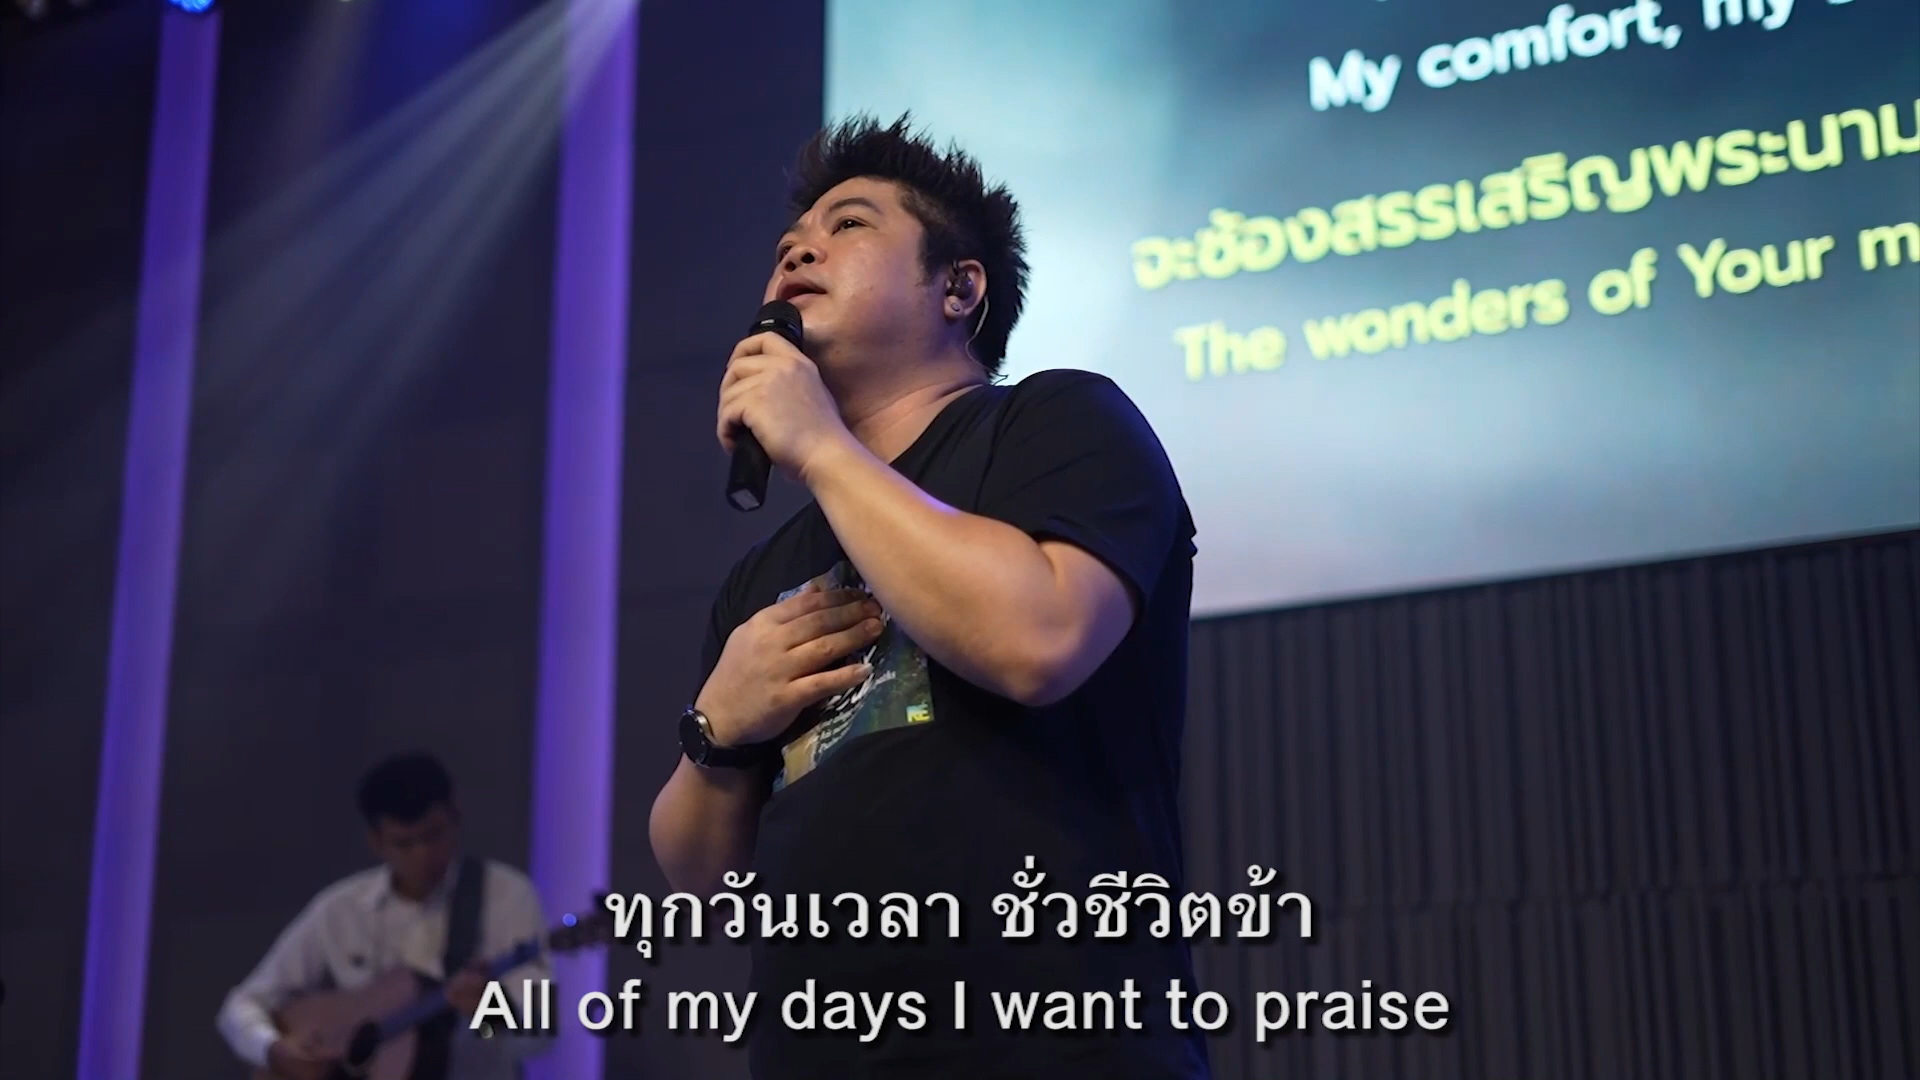 My comfort, my
จะซ้องสรรเสริญพระนาม
The wonders of Your
RE
ทุกวันเวลา ชั่วชีวิตข้า
All of my days I want to praise